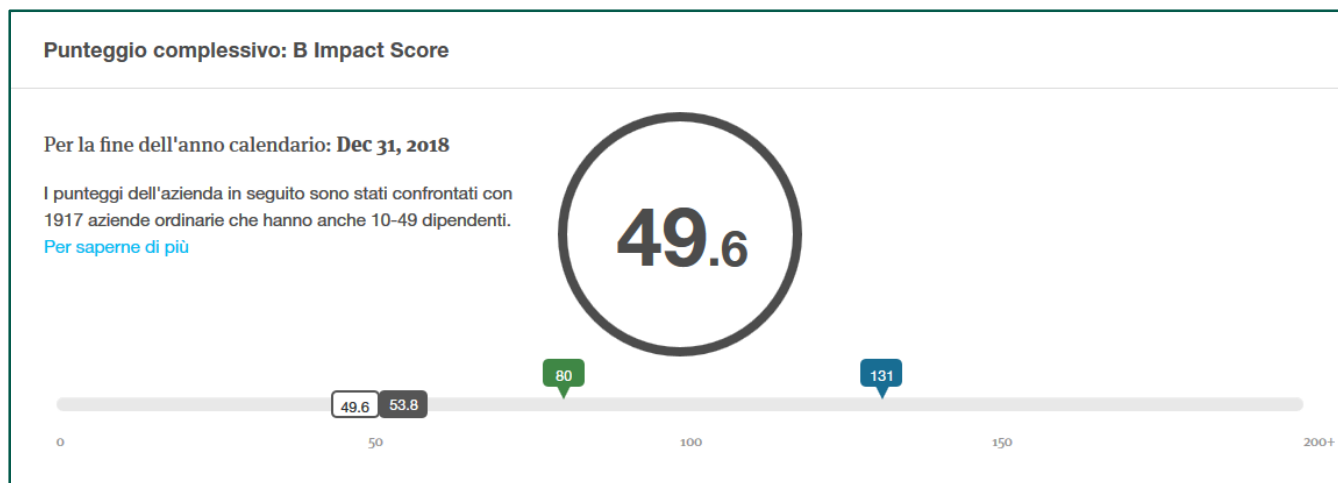 Punteggio complessivo: B Impact Score
Per la fine dell'anno calendario: Dec 31, 2018
I punteggi dell'azienda in seguito sono stati confrontati con
1917 aziende ordinarie che hanno anche 10-49 dipendenti.
Per saperne di più
49.6
80
131
49.6 53.8
0 50 100 150 200+